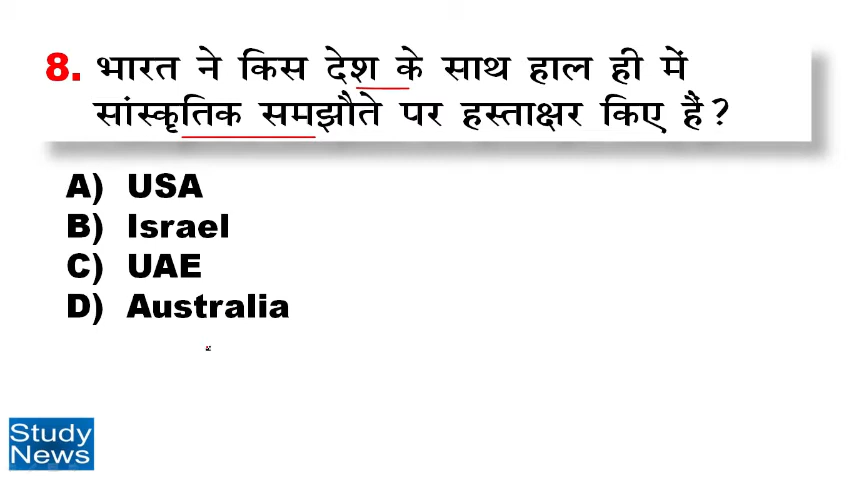 8. भारत ने किस देश के साथ हाल ही में
सांस्कृतिक समझौते पर हस्ताक्षर किए हैं ?
A) USA
B) Israel
C) UAE
D) Australia
Study
News